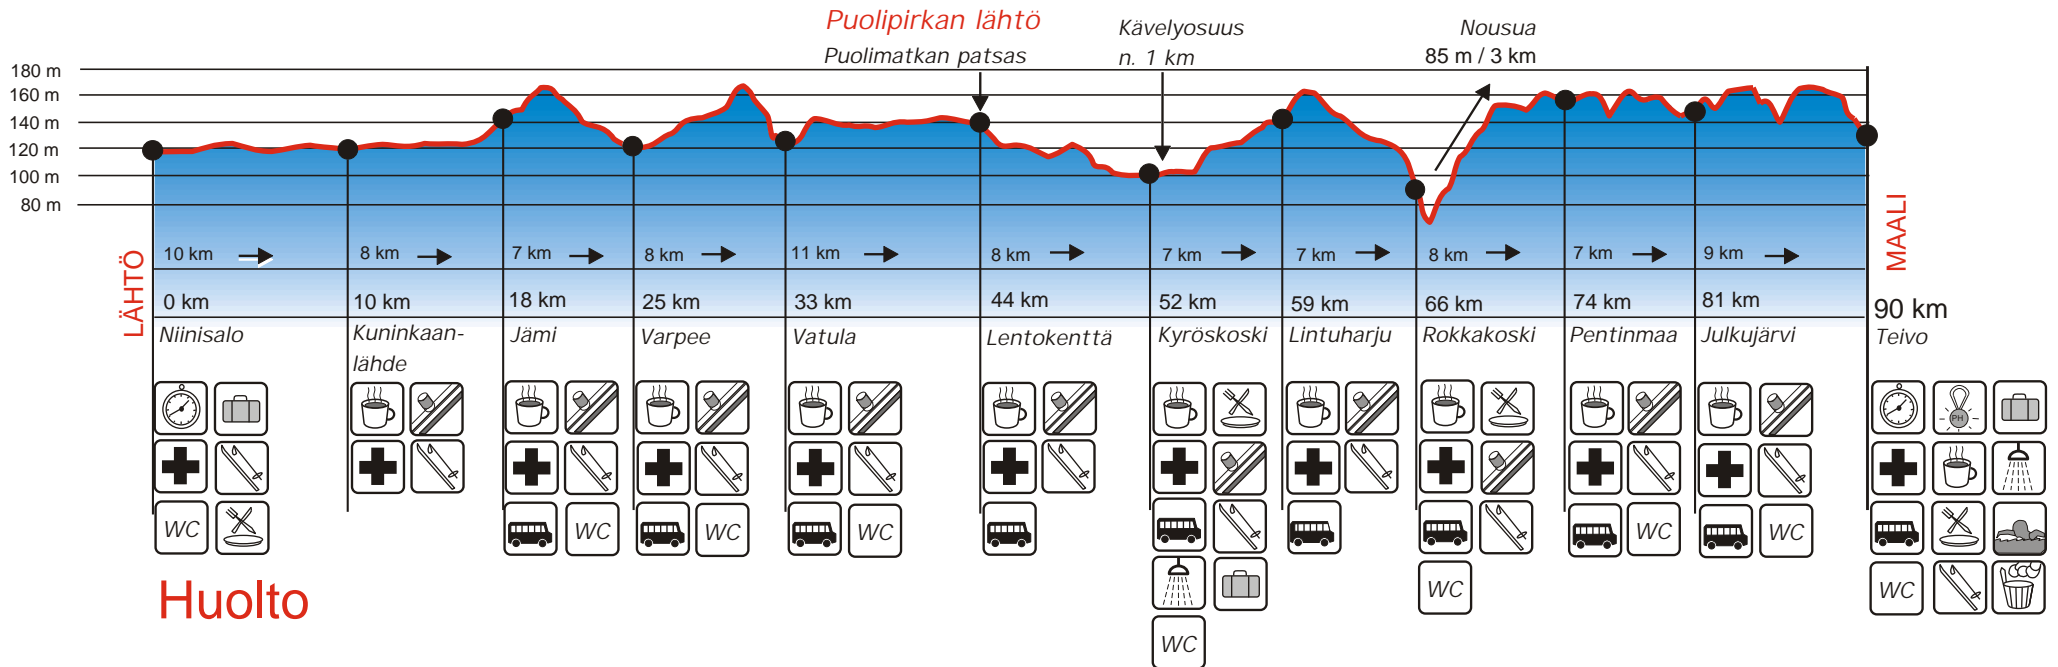 Puolipirkan lähtö
Puolimatkan patsas
Kävelyosuus
n. 1 km
Nousua
85 m / 3 km
180 m
160 m
140 m
120 m
100 m
80 m
LÄHTÖ
MAALI
10 km
8 km
7 km
8 km
11 km
8 km
7 km
7 km
8 km
7 km
9 km
0 km
10 km
18 km
25 km
33 km
44 km
52 km
59 km
66 km
74 km
81 km
90 km
Niinisalo
Kuninkaan-
lähde
Jämi
Varpee
Vatula
Lentokenttä
Kyröskoski
Lintuharju
Rokkakoski
Pentinmaa
Julkujärvi
Teivo
PH
WC
WC
WC
WC
WC
WC
WC
WC
WC
Huolto